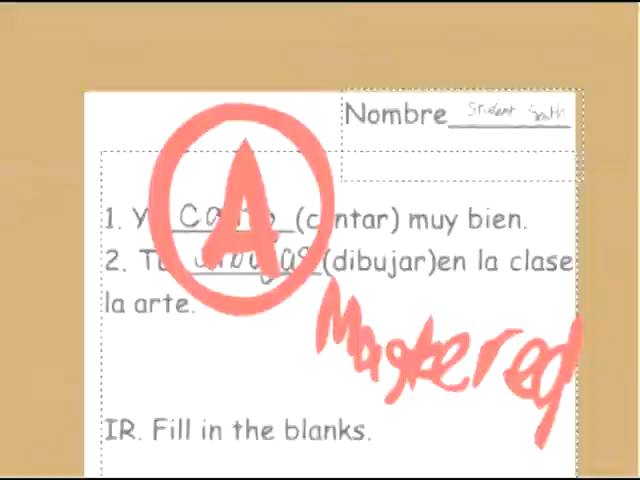 Nombre Student Smith
A
1. Y canto (cantar) muy bien.
2. Tú dibujas (dibujar)en la clase
la arte.
Mastered
IR. Fill in the blanks.